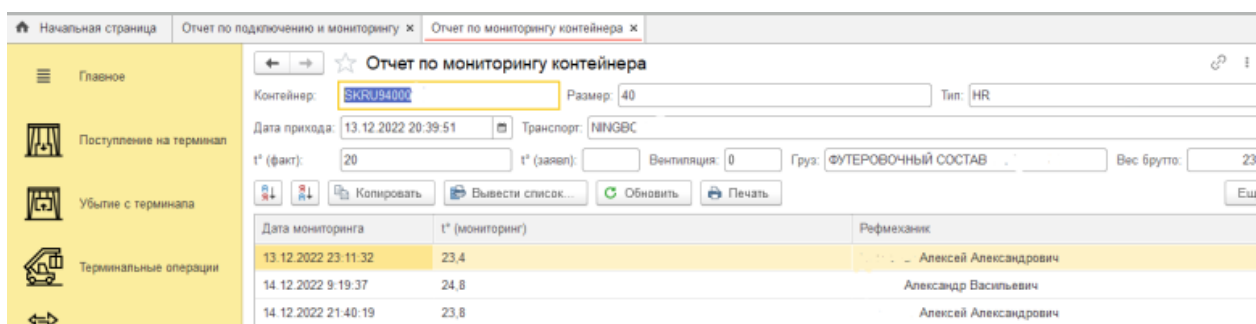 Начальная страница Отчет по подключению и мониторингу × Отчет по мониторингу контейнера ×
Главное
Поступление на терминал
Убытие с терминала
Терминальные операции
Отчет по мониторингу контейнера
Контейнер: SKRU94000 Размер: 40 Тип: HR
Дата прихода: 13.12.2022 20:39:51 Транспорт: NINGBO
t° (факт): 20 t° (заявл): Вентиляция: 0 Груз: ФУТЕРОВОЧНЫЙ СОСТАВ Вес брутто: 23
Копировать Вывести список... Обновить Печать Ещ
Дата мониторинга t° (мониторинг) Рефмеханик
13.12.2022 23:11:32 23,4 Алексей Александрович
14.12.2022 9:19:37 24,8 Александр Васильевич
14.12.2022 21:40:19 23,8 Алексей Александрович